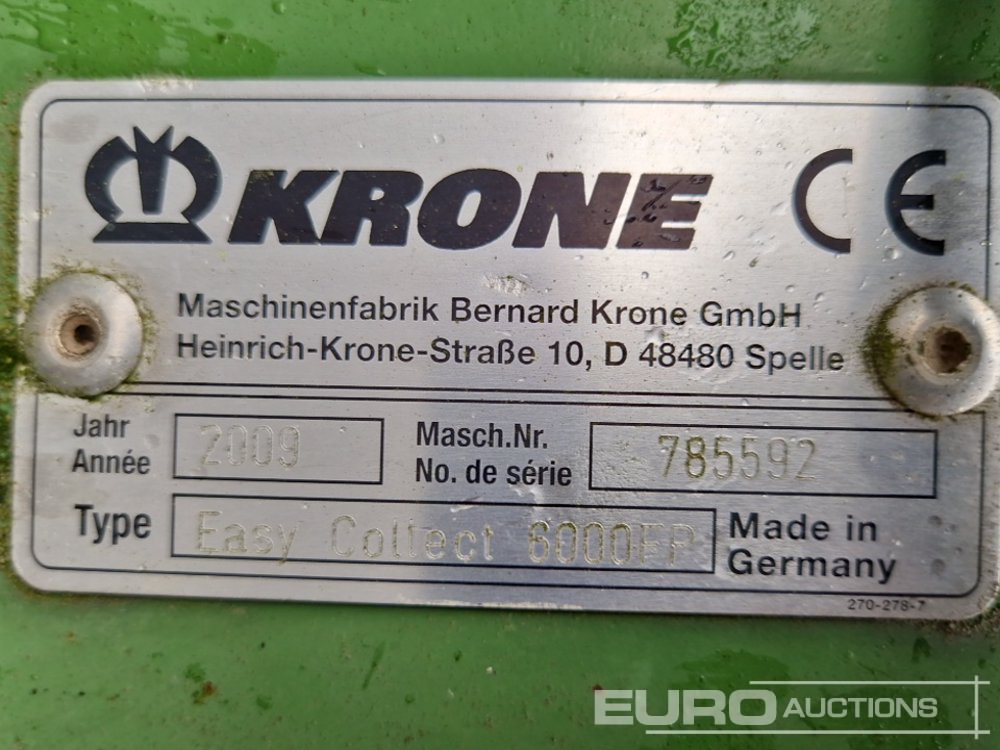 KRONE CE
Maschinenfabrik Bernard Krone GmbH
Heinrich-Krone-Straße 10, D 48480 Spelle
Jahr
Année
2009
Masch.Nr.
No. de série
785592
Type
Easy Collect 6000FP
Made in
Germany
270-278-7
EURO AUCTIONS